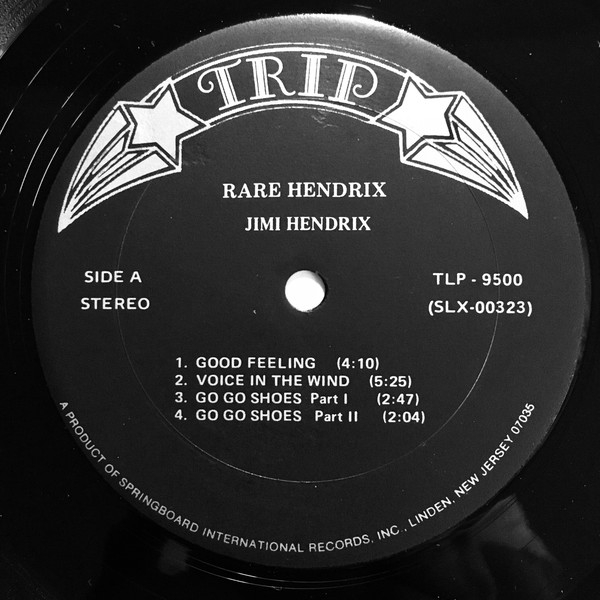 TRIP
RARE HENDRIX
JIMI HENDRIX
SIDE A
STEREO
TLP - 9500
(SLX-00323)
1. GOOD FEELING (4:10)
2. VOICE IN THE WIND (5:25)
3. GO GO SHOES Part I (2:47)
4. GO GO SHOES Part II (2:04)
A PRODUCT OF SPRINGBOARD INTERNATIONAL RECORDS, INC., LINDEN, NEW JERSEY 07035